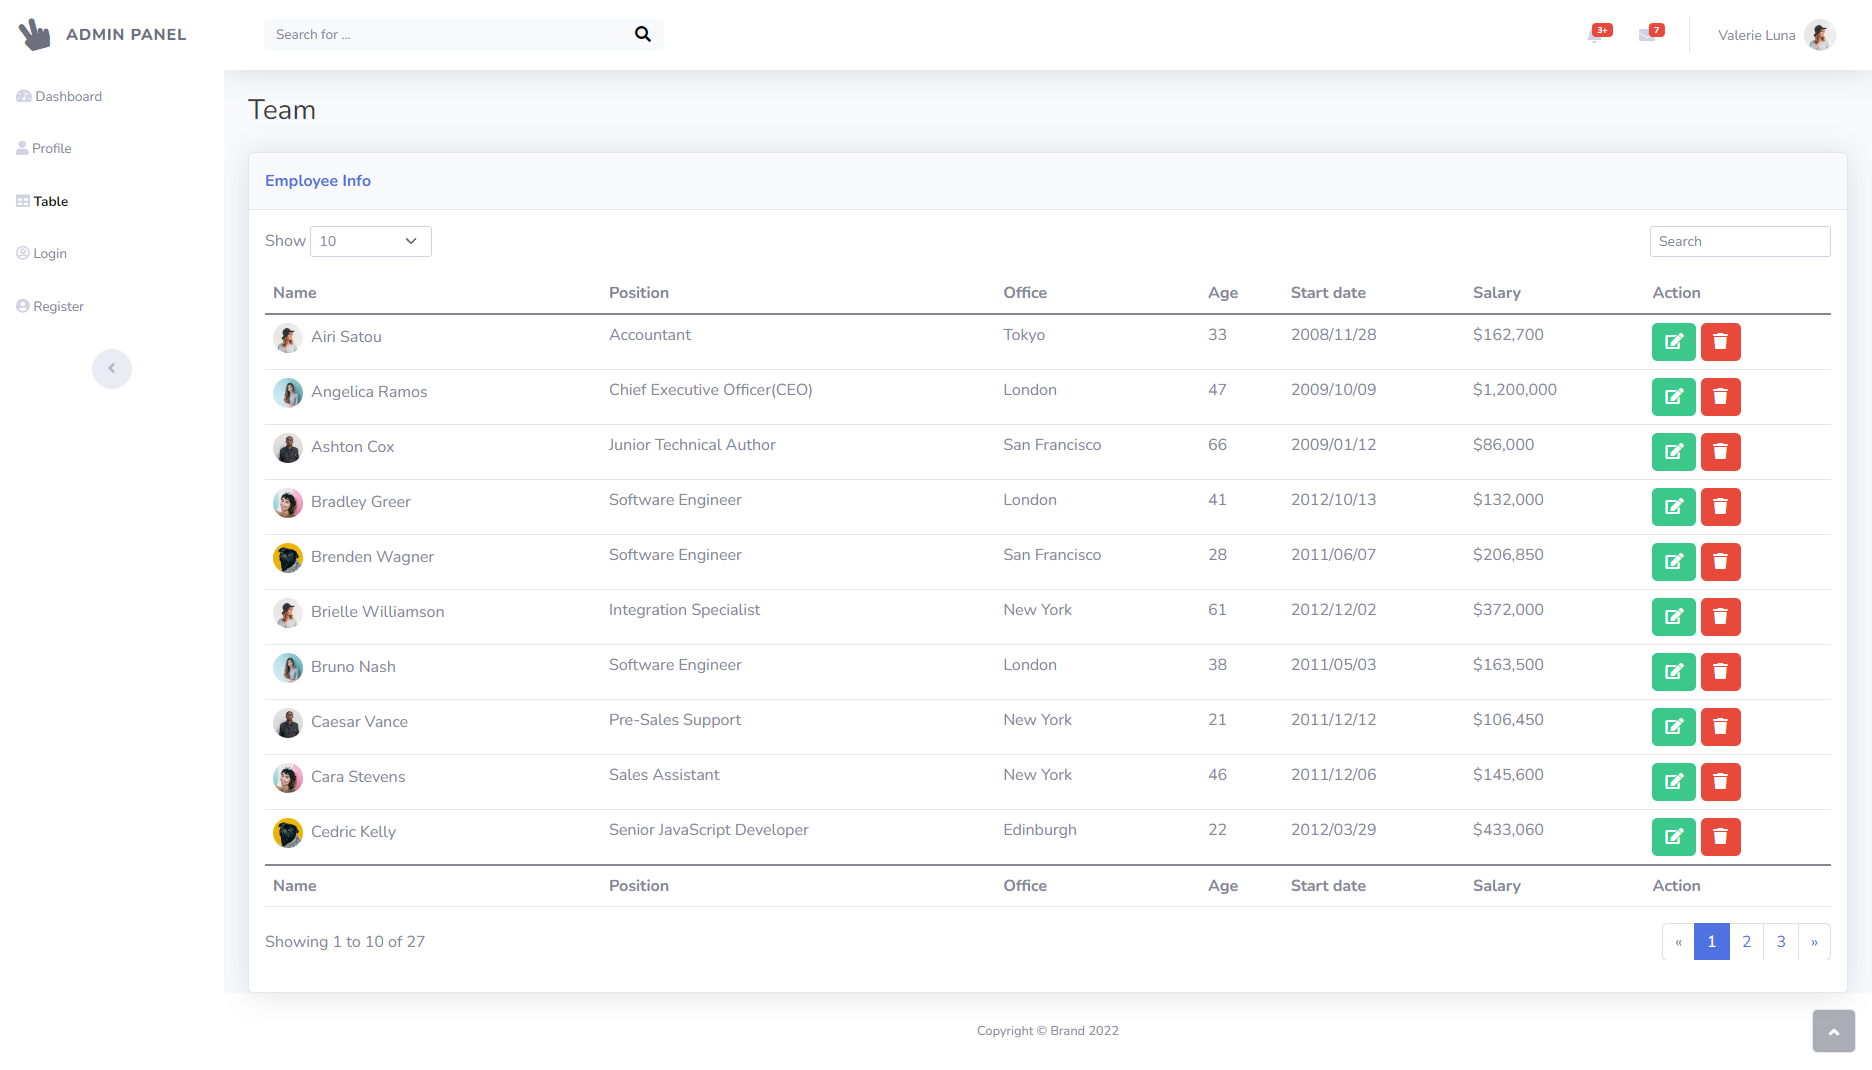 ADMIN PANEL
Search for ...
3+
7
Valerie Luna
Dashboard
Profile
Table
Login
Register
Team
Employee Info
Show 10
Search
Name Position Office Age Start date Salary Action
Airi Satou Accountant Tokyo 33 2008/11/28 $162,700
Angelica Ramos Chief Executive Officer(CEO) London 47 2009/10/09 $1,200,000
Ashton Cox Junior Technical Author San Francisco 66 2009/01/12 $86,000
Bradley Greer Software Engineer London 41 2012/10/13 $132,000
Brenden Wagner Software Engineer San Francisco 28 2011/06/07 $206,850
Brielle Williamson Integration Specialist New York 61 2012/12/02 $372,000
Bruno Nash Software Engineer London 38 2011/05/03 $163,500
Caesar Vance Pre-Sales Support New York 21 2011/12/12 $106,450
Cara Stevens Sales Assistant New York 46 2011/12/06 $145,600
Cedric Kelly Senior JavaScript Developer Edinburgh 22 2012/03/29 $433,060
Name Position Office Age Start date Salary Action
Showing 1 to 10 of 27
« 1 2 3 »
Copyright © Brand 2022